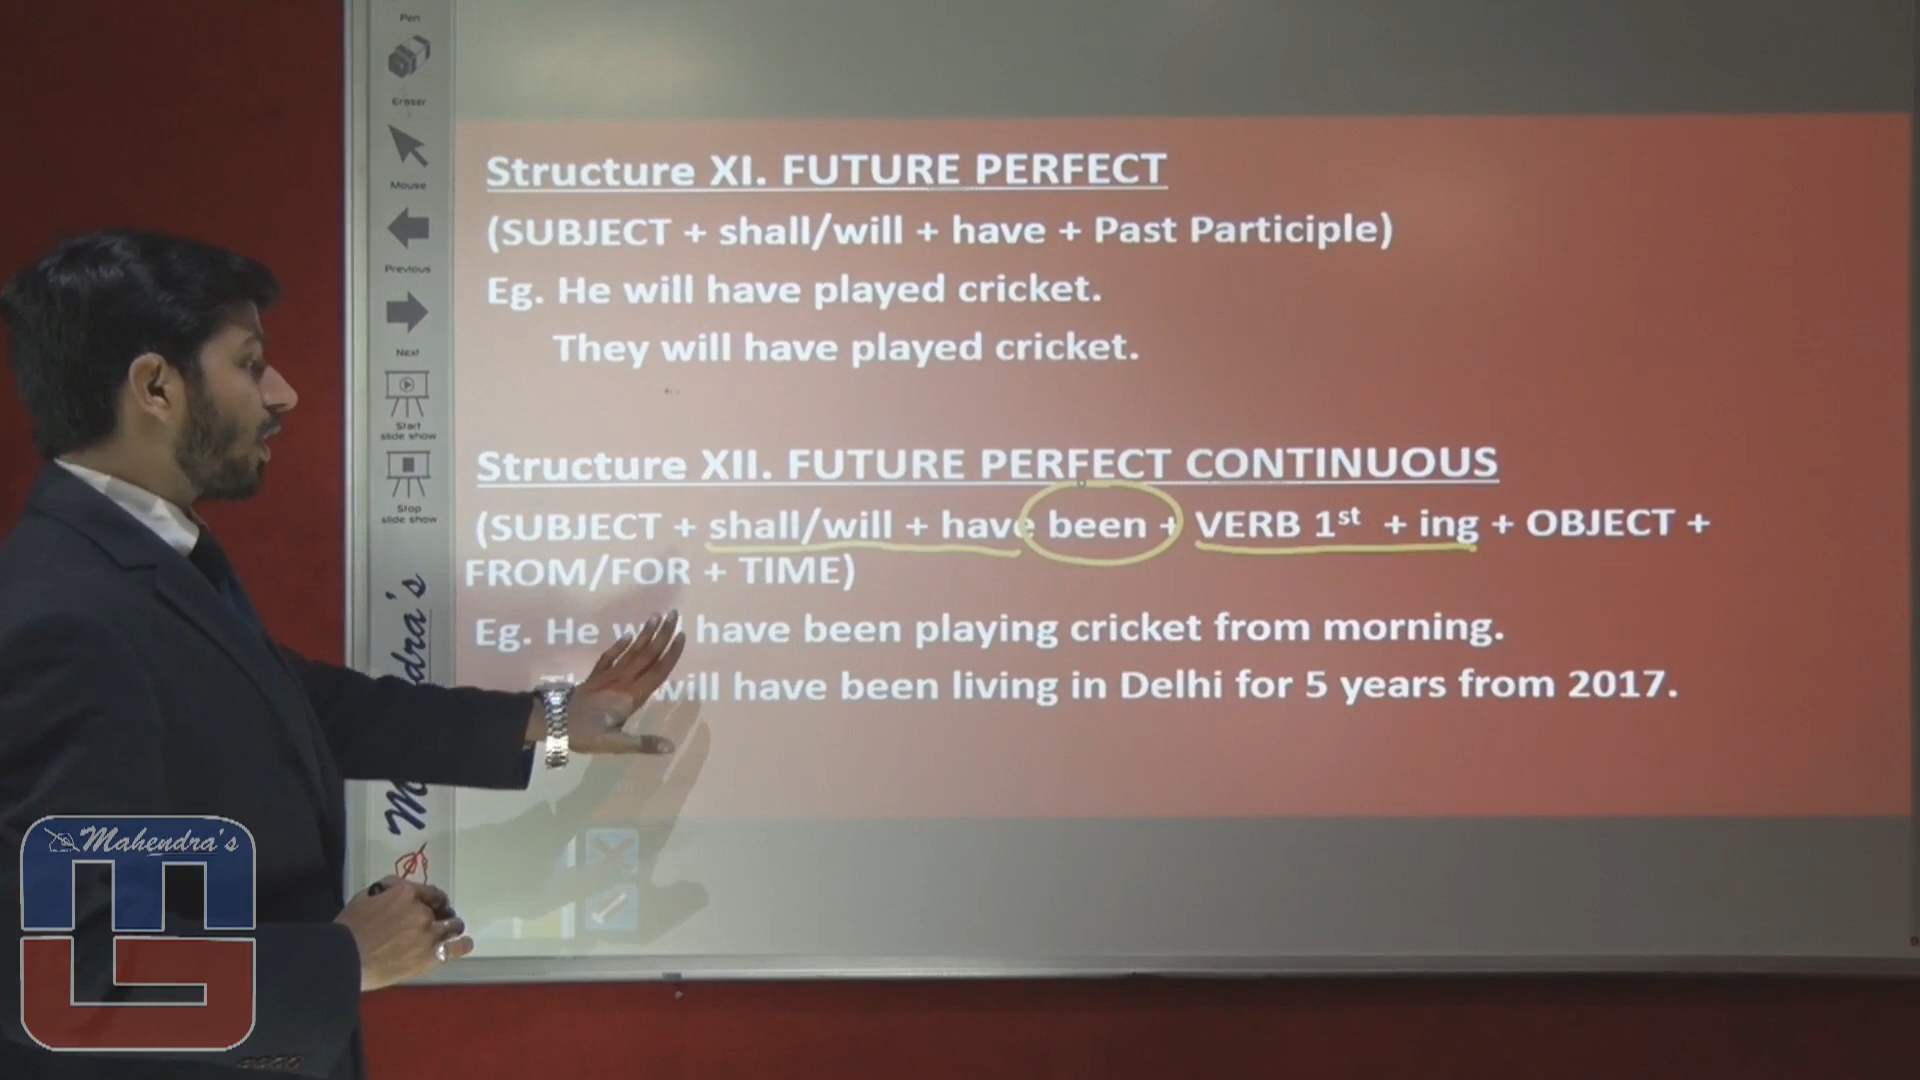 Pen
Eraser
Mouse
Previous
Next
Start
slide show
Stop
slide show
Structure XI. FUTURE PERFECT
(SUBJECT + shall/will + have + Past Participle)
Eg. He will have played cricket.
They will have played cricket.
Structure XII. FUTURE PERFECT CONTINUOUS
(SUBJECT + shall/will + have been + VERB 1st + ing + OBJECT +
FROM/FOR + TIME)
Eg. He will have been playing cricket from morning.
will have been living in Delhi for 5 years from 2017.
Mahendra's